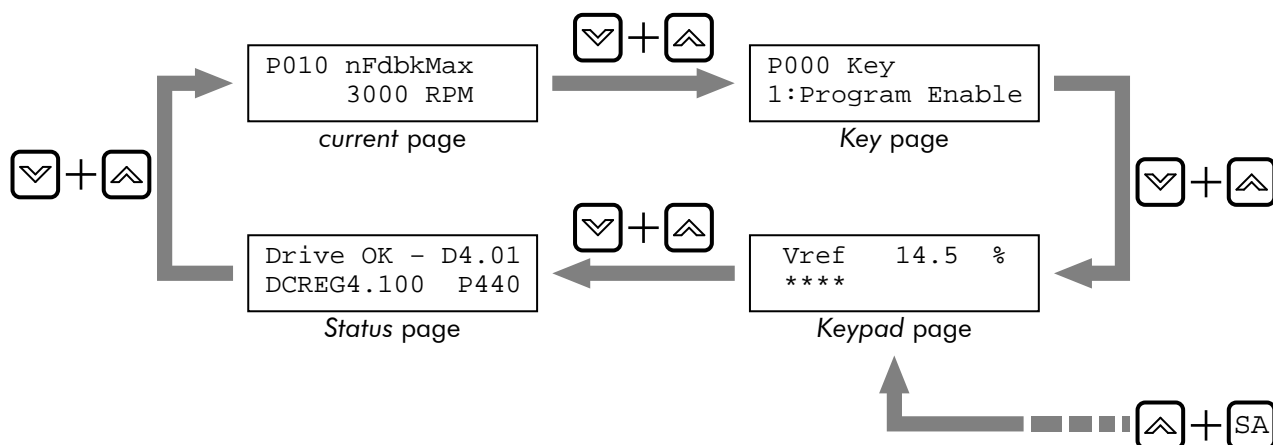 +
P010 nFdbkMax
3000 RPM
current page
P000 Key
1:Program Enable
Key page
+
+
+
Drive OK – D4.01
DCREG4.100 P440
Status page
Vref 14.5 %
****
Keypad page
+ SA